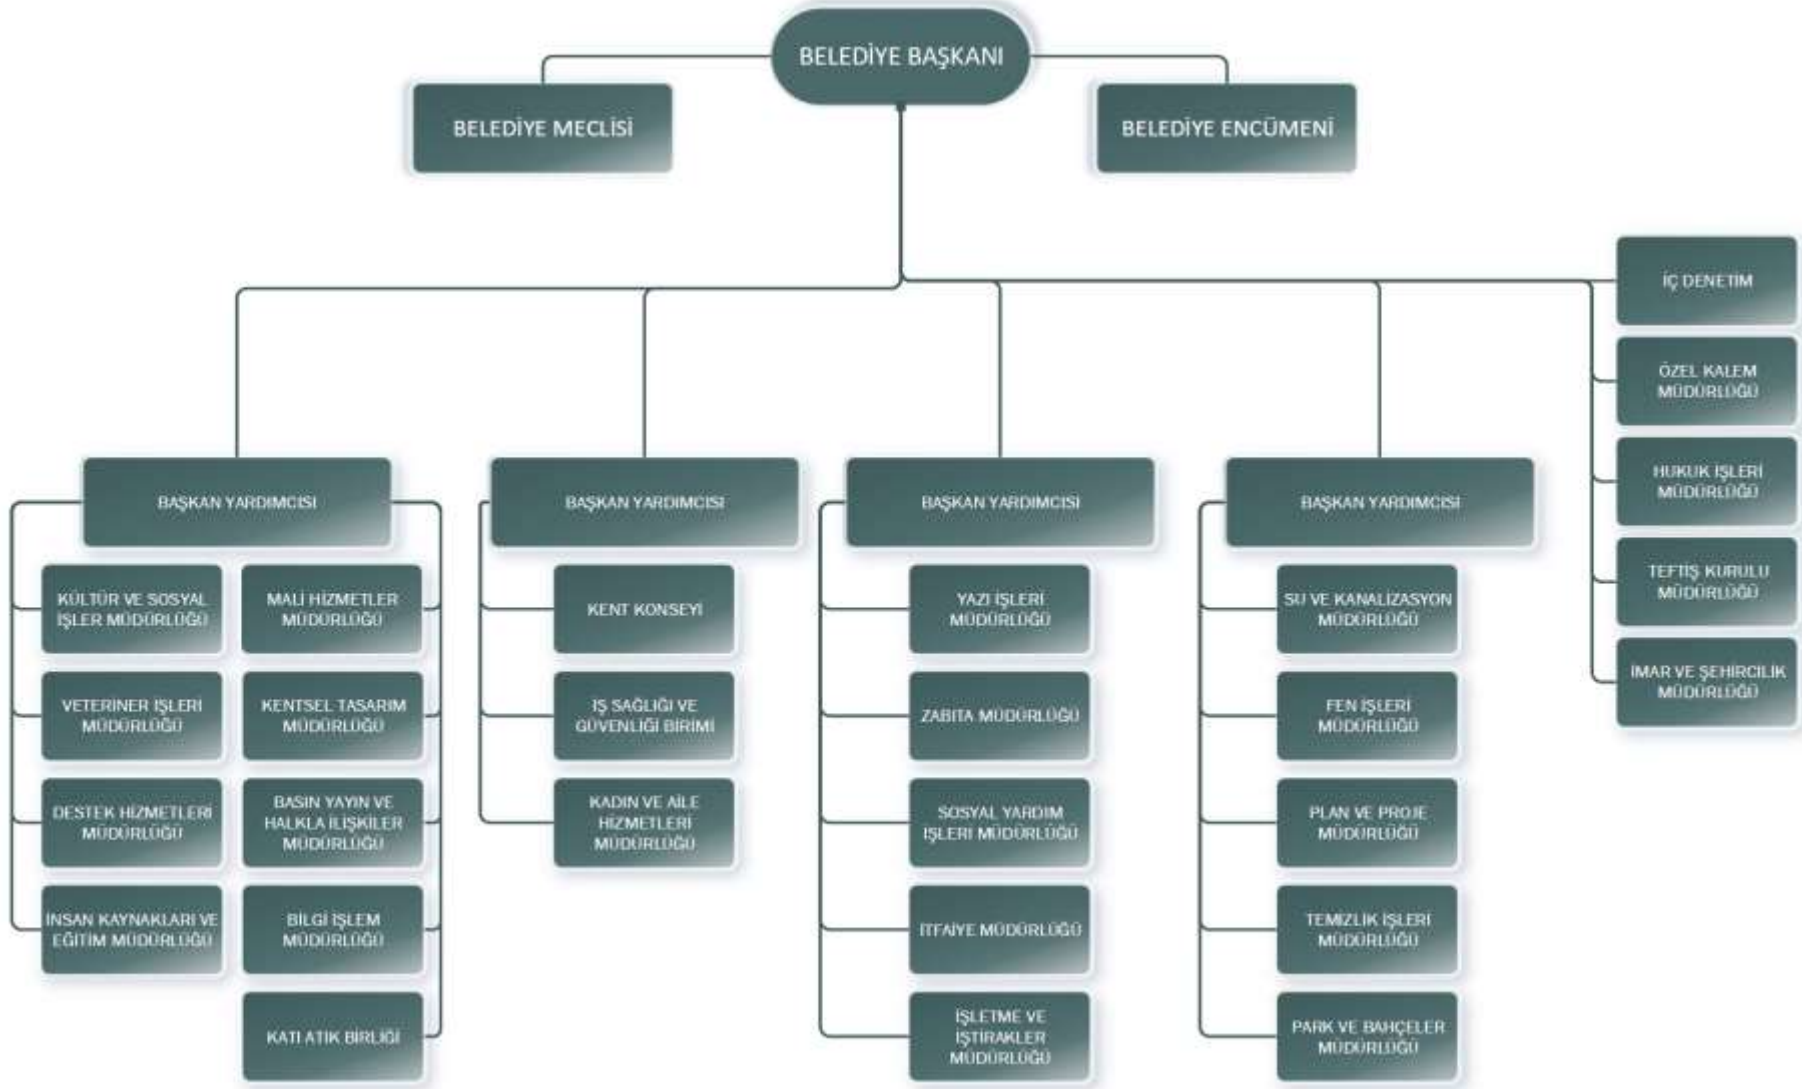 BELEDİYE BAŞKANI
BELEDİYE MECLİSİ
BELEDİYE ENCÜMENİ
İÇ DENETİM
ÖZEL KALEM
MÜDÜRLÜĞÜ
HUKUK İŞLERİ
MÜDÜRLÜĞÜ
TEFTİŞ KURULU
MÜDÜRLÜĞÜ
İMAR VE ŞEHİRCİLİK
MÜDÜRLÜĞÜ
BAŞKAN YARDIMCISI
KÜLTÜR VE SOSYAL
İŞLER MÜDÜRLÜĞÜ
VETERİNER İŞLERİ
MÜDÜRLÜĞÜ
DESTEK HİZMETLERİ
MÜDÜRLÜĞÜ
İNSAN KAYNAKLARI VE
EĞİTİM MÜDÜRLÜĞÜ
MALİ HİZMETLER
MÜDÜRLÜĞÜ
KENTSEL TASARIM
MÜDÜRLÜĞÜ
BASIN YAYIN VE
HALKLA İLİŞKİLER
MÜDÜRLÜĞÜ
BİLGİ İŞLEM
MÜDÜRLÜĞÜ
KATI ATIK BİRLİĞİ
BAŞKAN YARDIMCISI
KENT KONSEYİ
İŞ SAĞLIĞI VE
GÜVENLİĞİ BİRİMİ
KADIN VE AİLE
HİZMETLERİ
MÜDÜRLÜĞÜ
BAŞKAN YARDIMCISI
YAZI İŞLERİ
MÜDÜRLÜĞÜ
ZABITA MÜDÜRLÜĞÜ
SOSYAL YARDIM
İŞLERİ MÜDÜRLÜĞÜ
İTFAİYE MÜDÜRLÜĞÜ
İŞLETME VE
İŞTİRAKLER
MÜDÜRLÜĞÜ
BAŞKAN YARDIMCISI
SU VE KANALİZASYON
MÜDÜRLÜĞÜ
FEN İŞLERİ
MÜDÜRLÜĞÜ
PLAN VE PROJE
MÜDÜRLÜĞÜ
TEMİZLİK İŞLERİ
MÜDÜRLÜĞÜ
PARK VE BAHÇELER
MÜDÜRLÜĞÜ